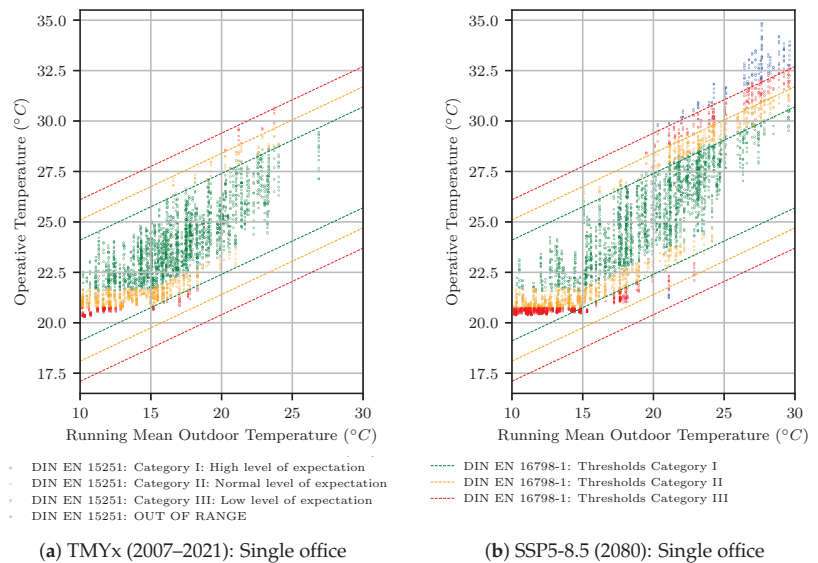 35.0
32.5
30.0
27.5
25.0
22.5
20.0
17.5
Operative Temperature (°C)
10 15 20 25 30
Running Mean Outdoor Temperature (°C)
35.0
32.5
30.0
27.5
25.0
22.5
20.0
17.5
Operative Temperature (°C)
10 15 20 25 30
Running Mean Outdoor Temperature (°C)
DIN EN 15251: Category I: High level of expectation
DIN EN 15251: Category II: Normal level of expectation
DIN EN 15251: Category III: Low level of expectation
DIN EN 15251: OUT OF RANGE
DIN EN 16798-1: Thresholds Category I
DIN EN 16798-1: Thresholds Category II
DIN EN 16798-1: Thresholds Category III
(a) TMYx (2007–2021): Single office
(b) SSP5-8.5 (2080): Single office